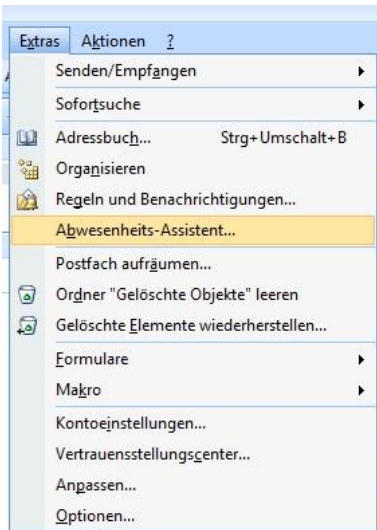 Extras Aktionen ?
Senden/Empfangen
Sofortsuche
Adressbuch... Strg+Umschalt+B
Organisieren
Regeln und Benachrichtigungen...
Abwesenheits-Assistent...
Postfach aufräumen...
Ordner "Gelöschte Objekte" leeren
Gelöschte Elemente wiederherstellen...
Formulare
Makro
Kontoeinstellungen...
Vertrauensstellungscenter...
Anpassen...
Optionen...